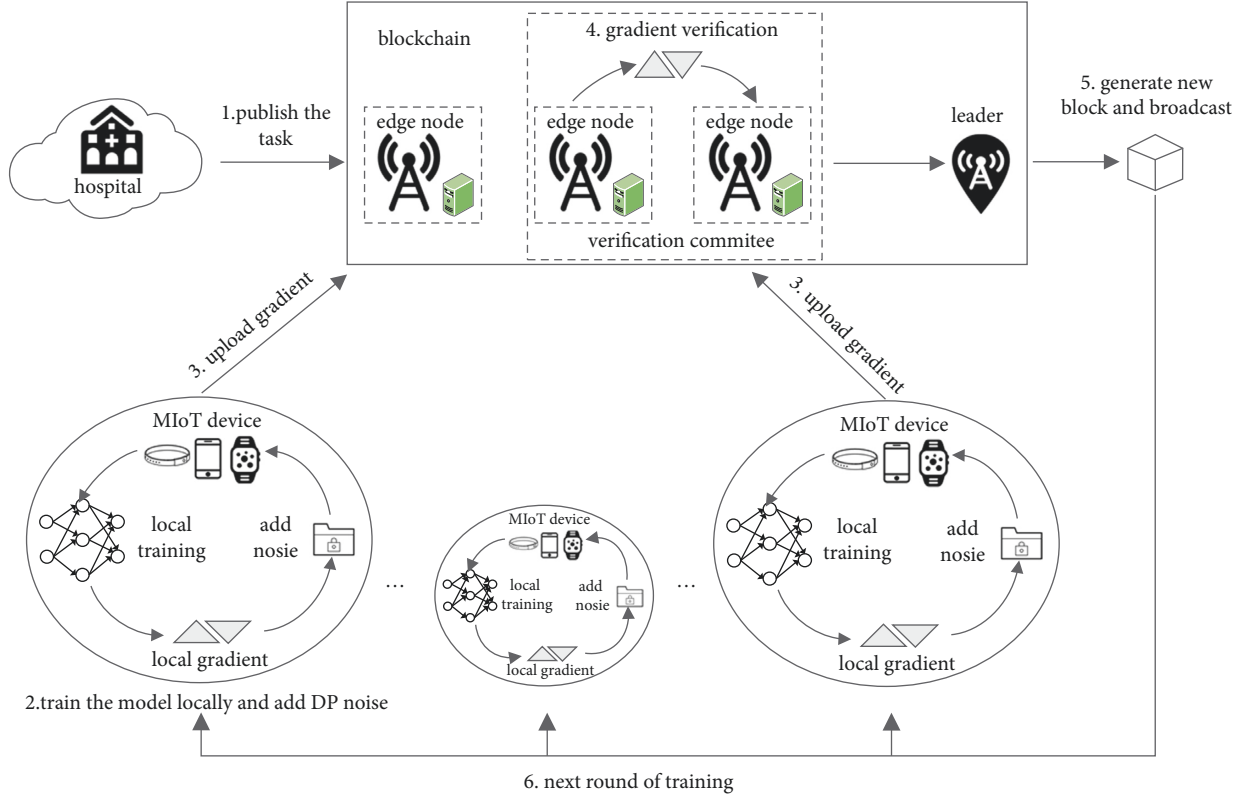 blockchain
4. gradient verification
5. generate new
block and broadcast
1.publish the
task
edge node
edge node
edge node
leader
hospital
verification commitee
3. upload gradient
3. upload gradient
MIoT device
local
training
add
nosie
local gradient
...
MIoT device
local
training
add
nosie
local gradient
...
MIoT device
local
training
add
nosie
local gradient
2.train the model locally and add DP noise
6. next round of training